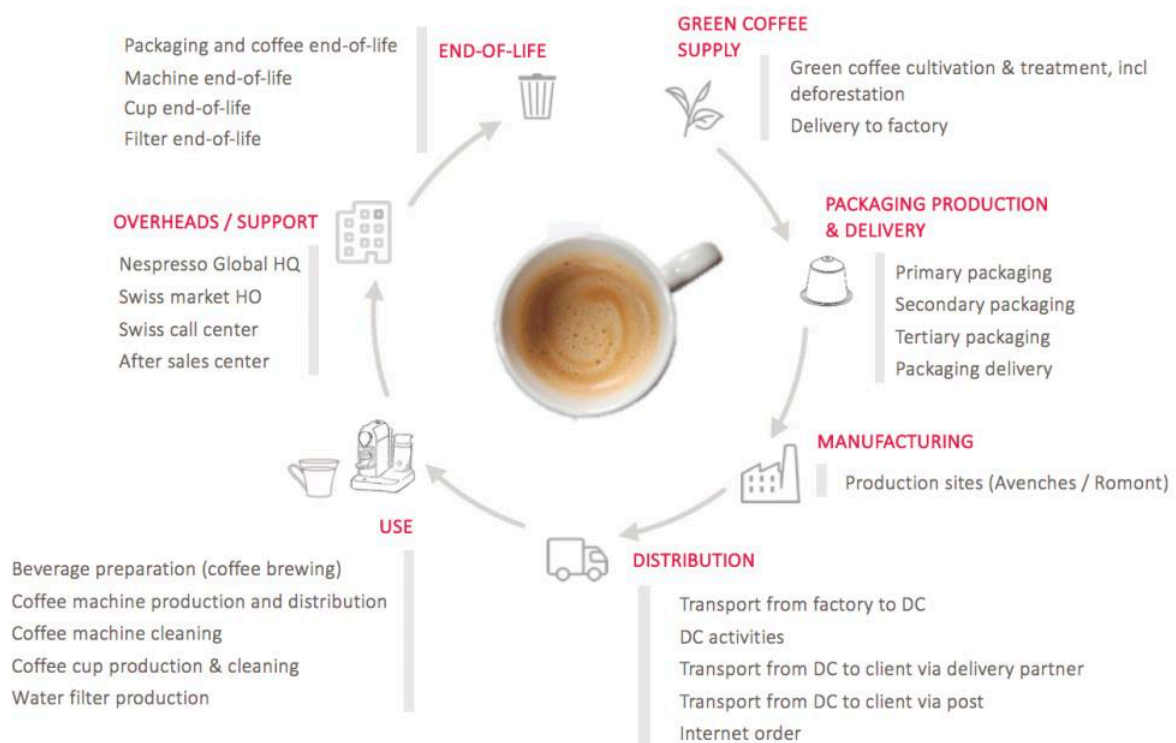 GREEN COFFEE
SUPPLY
Green coffee cultivation & treatment, incl
deforestation
Delivery to factory
PACKAGING PRODUCTION
& DELIVERY
Primary packaging
Secondary packaging
Tertiary packaging
Packaging delivery
MANUFACTURING
Production sites (Avenches / Romont)
DISTRIBUTION
Transport from factory to DC
DC activities
Transport from DC to client via delivery partner
Transport from DC to client via post
Internet order
USE
Beverage preparation (coffee brewing)
Coffee machine production and distribution
Coffee machine cleaning
Coffee cup production & cleaning
Water filter production
OVERHEADS / SUPPORT
Nespresso Global HQ
Swiss market HO
Swiss call center
After sales center
END-OF-LIFE
Packaging and coffee end-of-life
Machine end-of-life
Cup end-of-life
Filter end-of-life